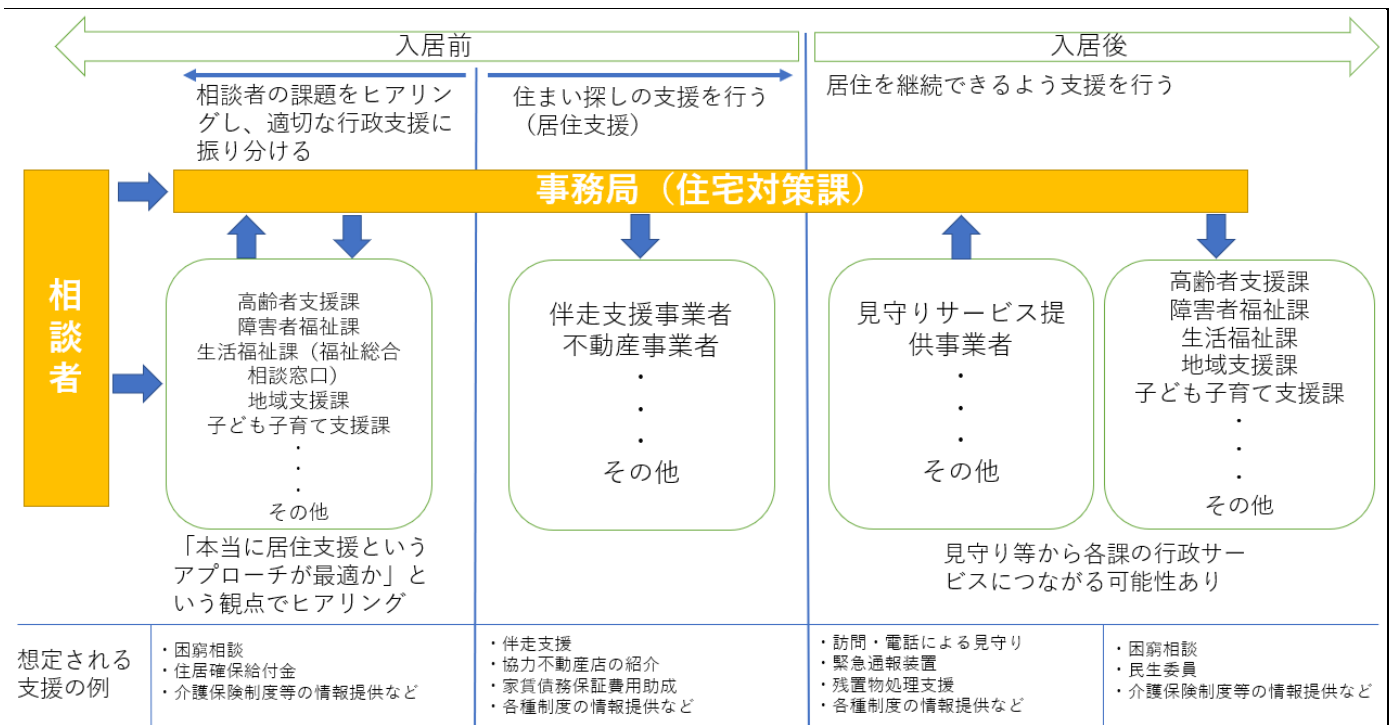 入居前
入居後
相談者の課題をヒアリン
グし、適切な行政支援に
振り分ける
住まい探しの支援を行う
（居住支援）
居住を継続できるよう支援を行う
事務局（住宅対策課）
相談者
高齢者支援課
障害者福祉課
生活福祉課（福祉総合
相談窓口）
地域支援課
子ども子育て支援課
・
・
・
その他
伴走支援事業者
不動産事業者
・
・
・
その他
見守りサービス提
供事業者
・
・
・
その他
高齢者支援課
障害者福祉課
生活福祉課
地域支援課
子ども子育て支援課
・
・
・
その他
「本当に居住支援という
アプローチが最適か」と
いう観点でヒアリング
見守り等から各課の行政サー
ビスにつながる可能性あり
想定される
支援の例
・困窮相談
・住居確保給付金
・介護保険制度等の情報提供など
・伴走支援
・協力不動産店の紹介
・家賃債務保証費用助成
・各種制度の情報提供など
・訪問・電話による見守り
・緊急通報装置
・残置物処理支援
・各種制度の情報提供など
・困窮相談
・民生委員
・介護保険制度等の情報提供など